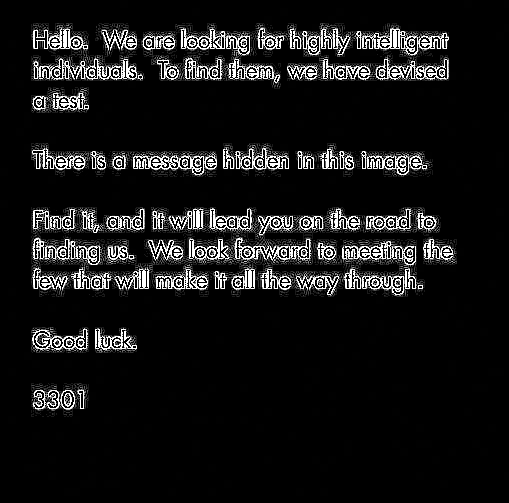 Hello.  We are looking for highly intelligent
individuals.  To find them, we have devised
a test.
There is a message hidden in this image.
Find it, and it will lead you on the road to
finding us.  We look forward to meeting the
few that will make it all the way through.
Good luck.
3301